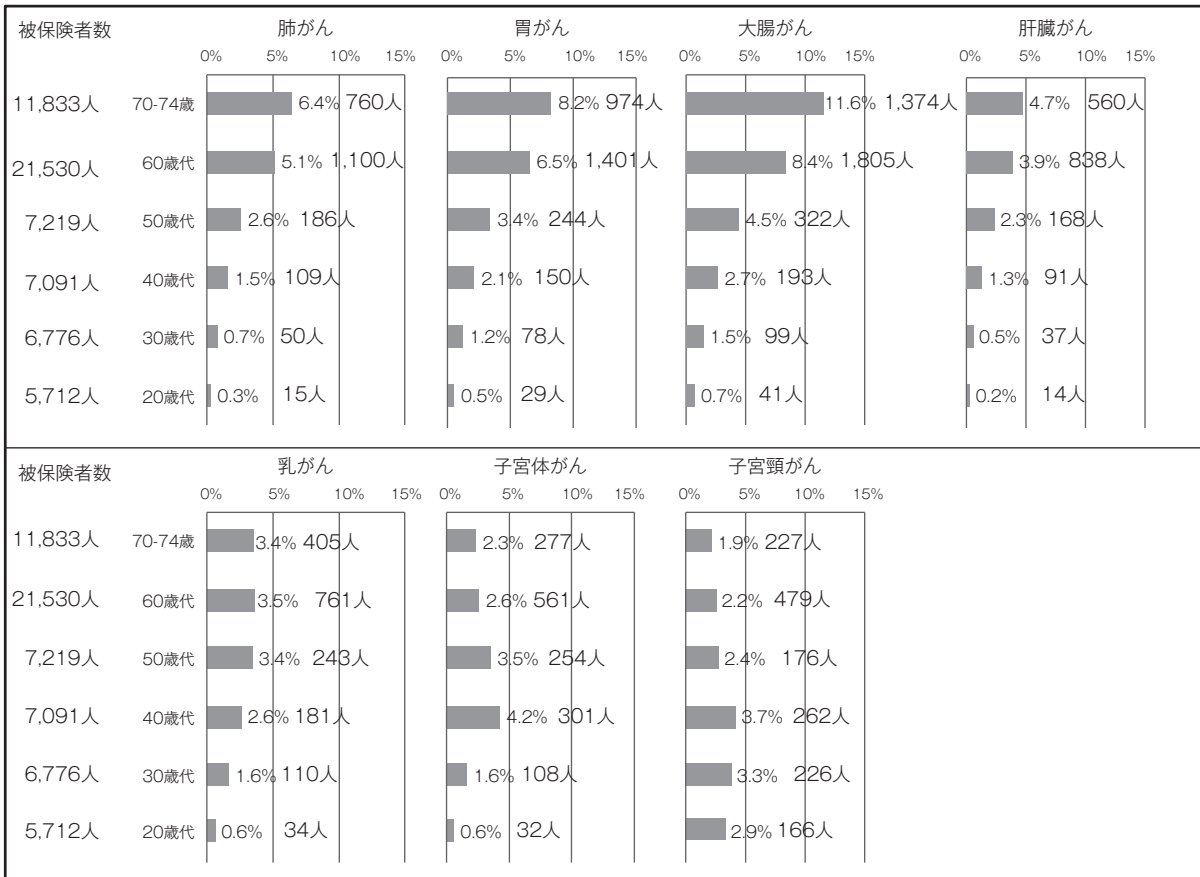 被保険者数 肺がん 胃がん 大腸がん 肝臓がん
0% 5% 10% 15% 0% 5% 10% 15% 0% 5% 10% 15% 0% 5% 10% 15%
11,833人 70-74歳 6.4% 760人 8.2% 974人 11.6% 1,374人 4.7% 560人
21,530人 60歳代 5.1% 1,100人 6.5% 1,401人 8.4% 1,805人 3.9% 838人
7,219人 50歳代 2.6% 186人 3.4% 244人 4.5% 322人 2.3% 168人
7,091人 40歳代 1.5% 109人 2.1% 150人 2.7% 193人 1.3% 91人
6,776人 30歳代 0.7% 50人 1.2% 78人 1.5% 99人 0.5% 37人
5,712人 20歳代 0.3% 15人 0.5% 29人 0.7% 41人 0.2% 14人
被保険者数 乳がん 子宮体がん 子宮頸がん
0% 5% 10% 15% 0% 5% 10% 15% 0% 5% 10% 15%
11,833人 70-74歳 3.4% 405人 2.3% 277人 1.9% 227人
21,530人 60歳代 3.5% 761人 2.6% 561人 2.2% 479人
7,219人 50歳代 3.4% 243人 3.5% 254人 2.4% 176人
7,091人 40歳代 2.6% 181人 4.2% 301人 3.7% 262人
6,776人 30歳代 1.6% 110人 1.6% 108人 3.3% 226人
5,712人 20歳代 0.6% 34人 0.6% 32人 2.9% 166人